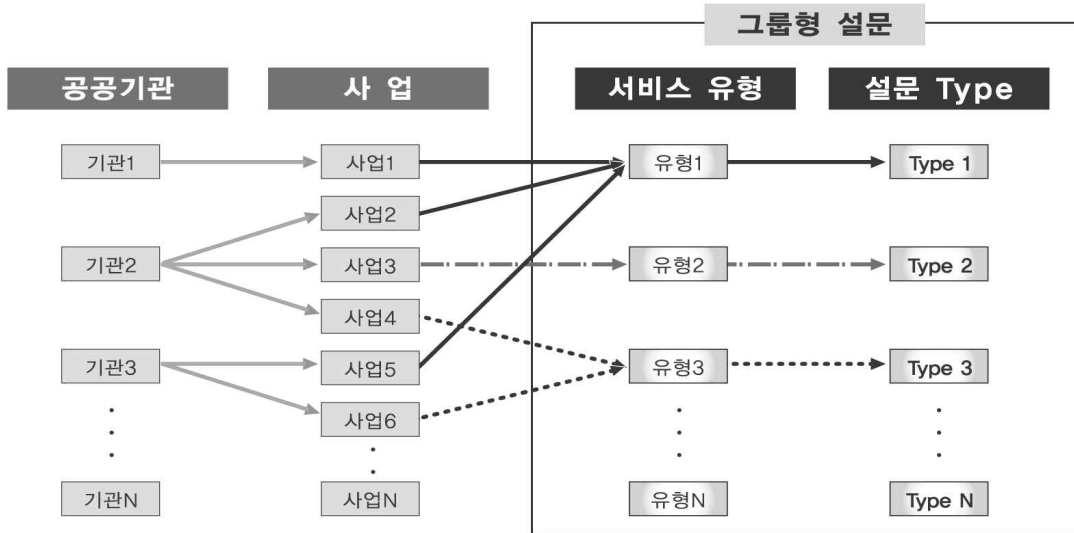 그룹형 설문
공공기관 사 업 서비스 유형 설문 Type
기관1 사업1 유형1 Type 1
사업2
기관2 사업3 유형2 Type 2
사업4
기관3 사업5 유형3 Type 3
사업6
기관N 사업N 유형N Type N